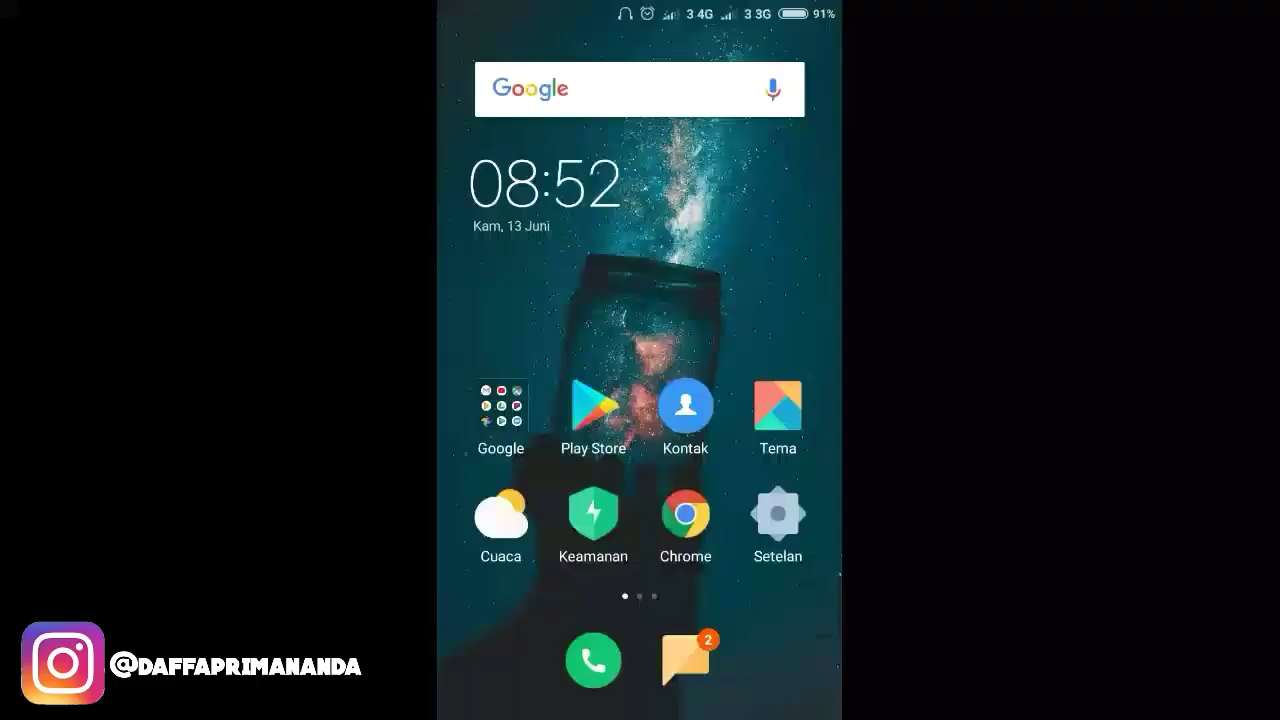 3 4G 3 3G 91%
Google
08:52
Kam, 13 Juni
Google Play Store Kontak Tema
Cuaca Keamanan Chrome Setelan
2
@DAFFAPRIMANANDA